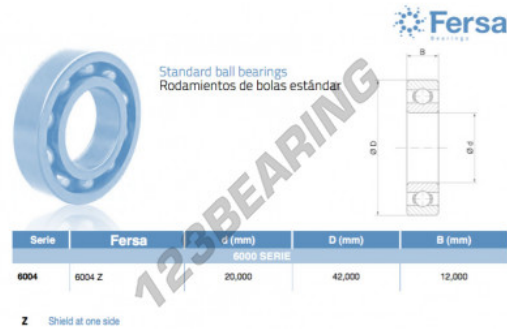 Fersa
Bearings
Standard ball bearings
Rodamientos de bolas estándar
B
Ø D
Ø d
123BEARING
Serie Fersa d (mm) D (mm) B (mm)
6000 SERIE
6004 6004 Z 20,000 42,000 12,000
Z Shield at one side